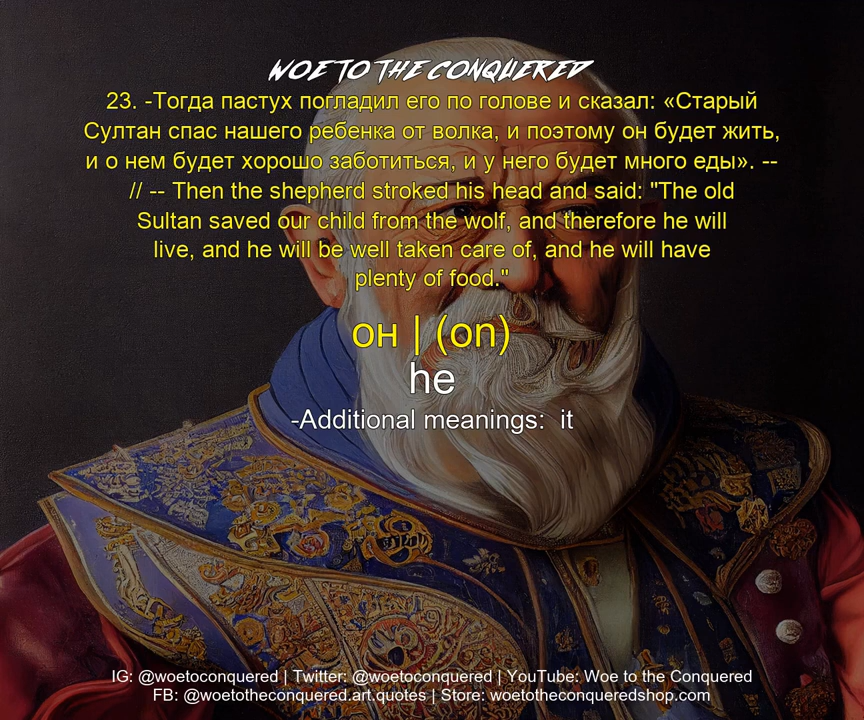 WOE TO THE CONQUERED
23. -Тогда пастух погладил его по голове и сказал: «Старый
Султан спас нашего ребенка от волка, и поэтому он будет жить,
и о нем будет хорошо заботиться, и у него будет много еды». --
// -- Then the shepherd stroked his head and said: "The old
Sultan saved our child from the wolf, and therefore he will
live, and he will be well taken care of, and he will have
plenty of food."
он | (on)
he
-Additional meanings:  it
IG: @woetoconquered | Twitter: @woetoconquered | YouTube: Woe to the Conquered
FB: @woetotheconquered.art.quotes | Store: woetotheconqueredshop.com